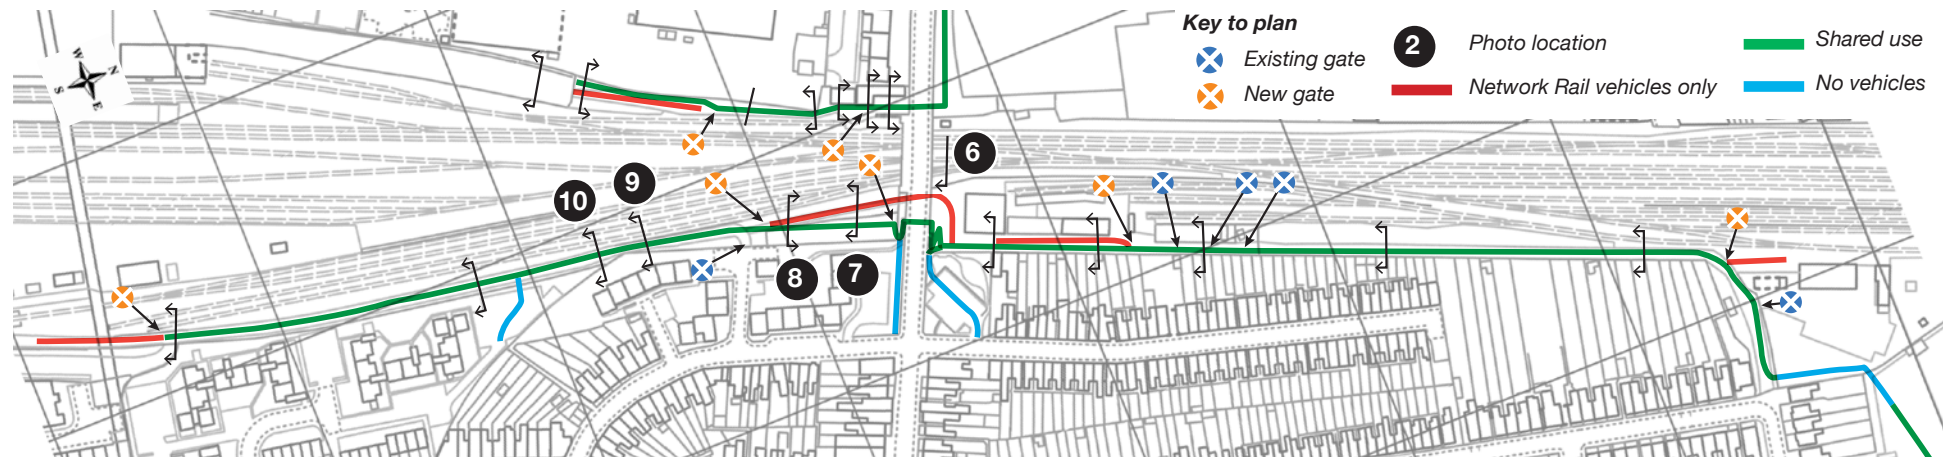 Key to plan
Existing gate
New gate
2
Photo location
Network Rail vehicles only
Shared use
No vehicles
W
N
S
E
6
9
10
8
7